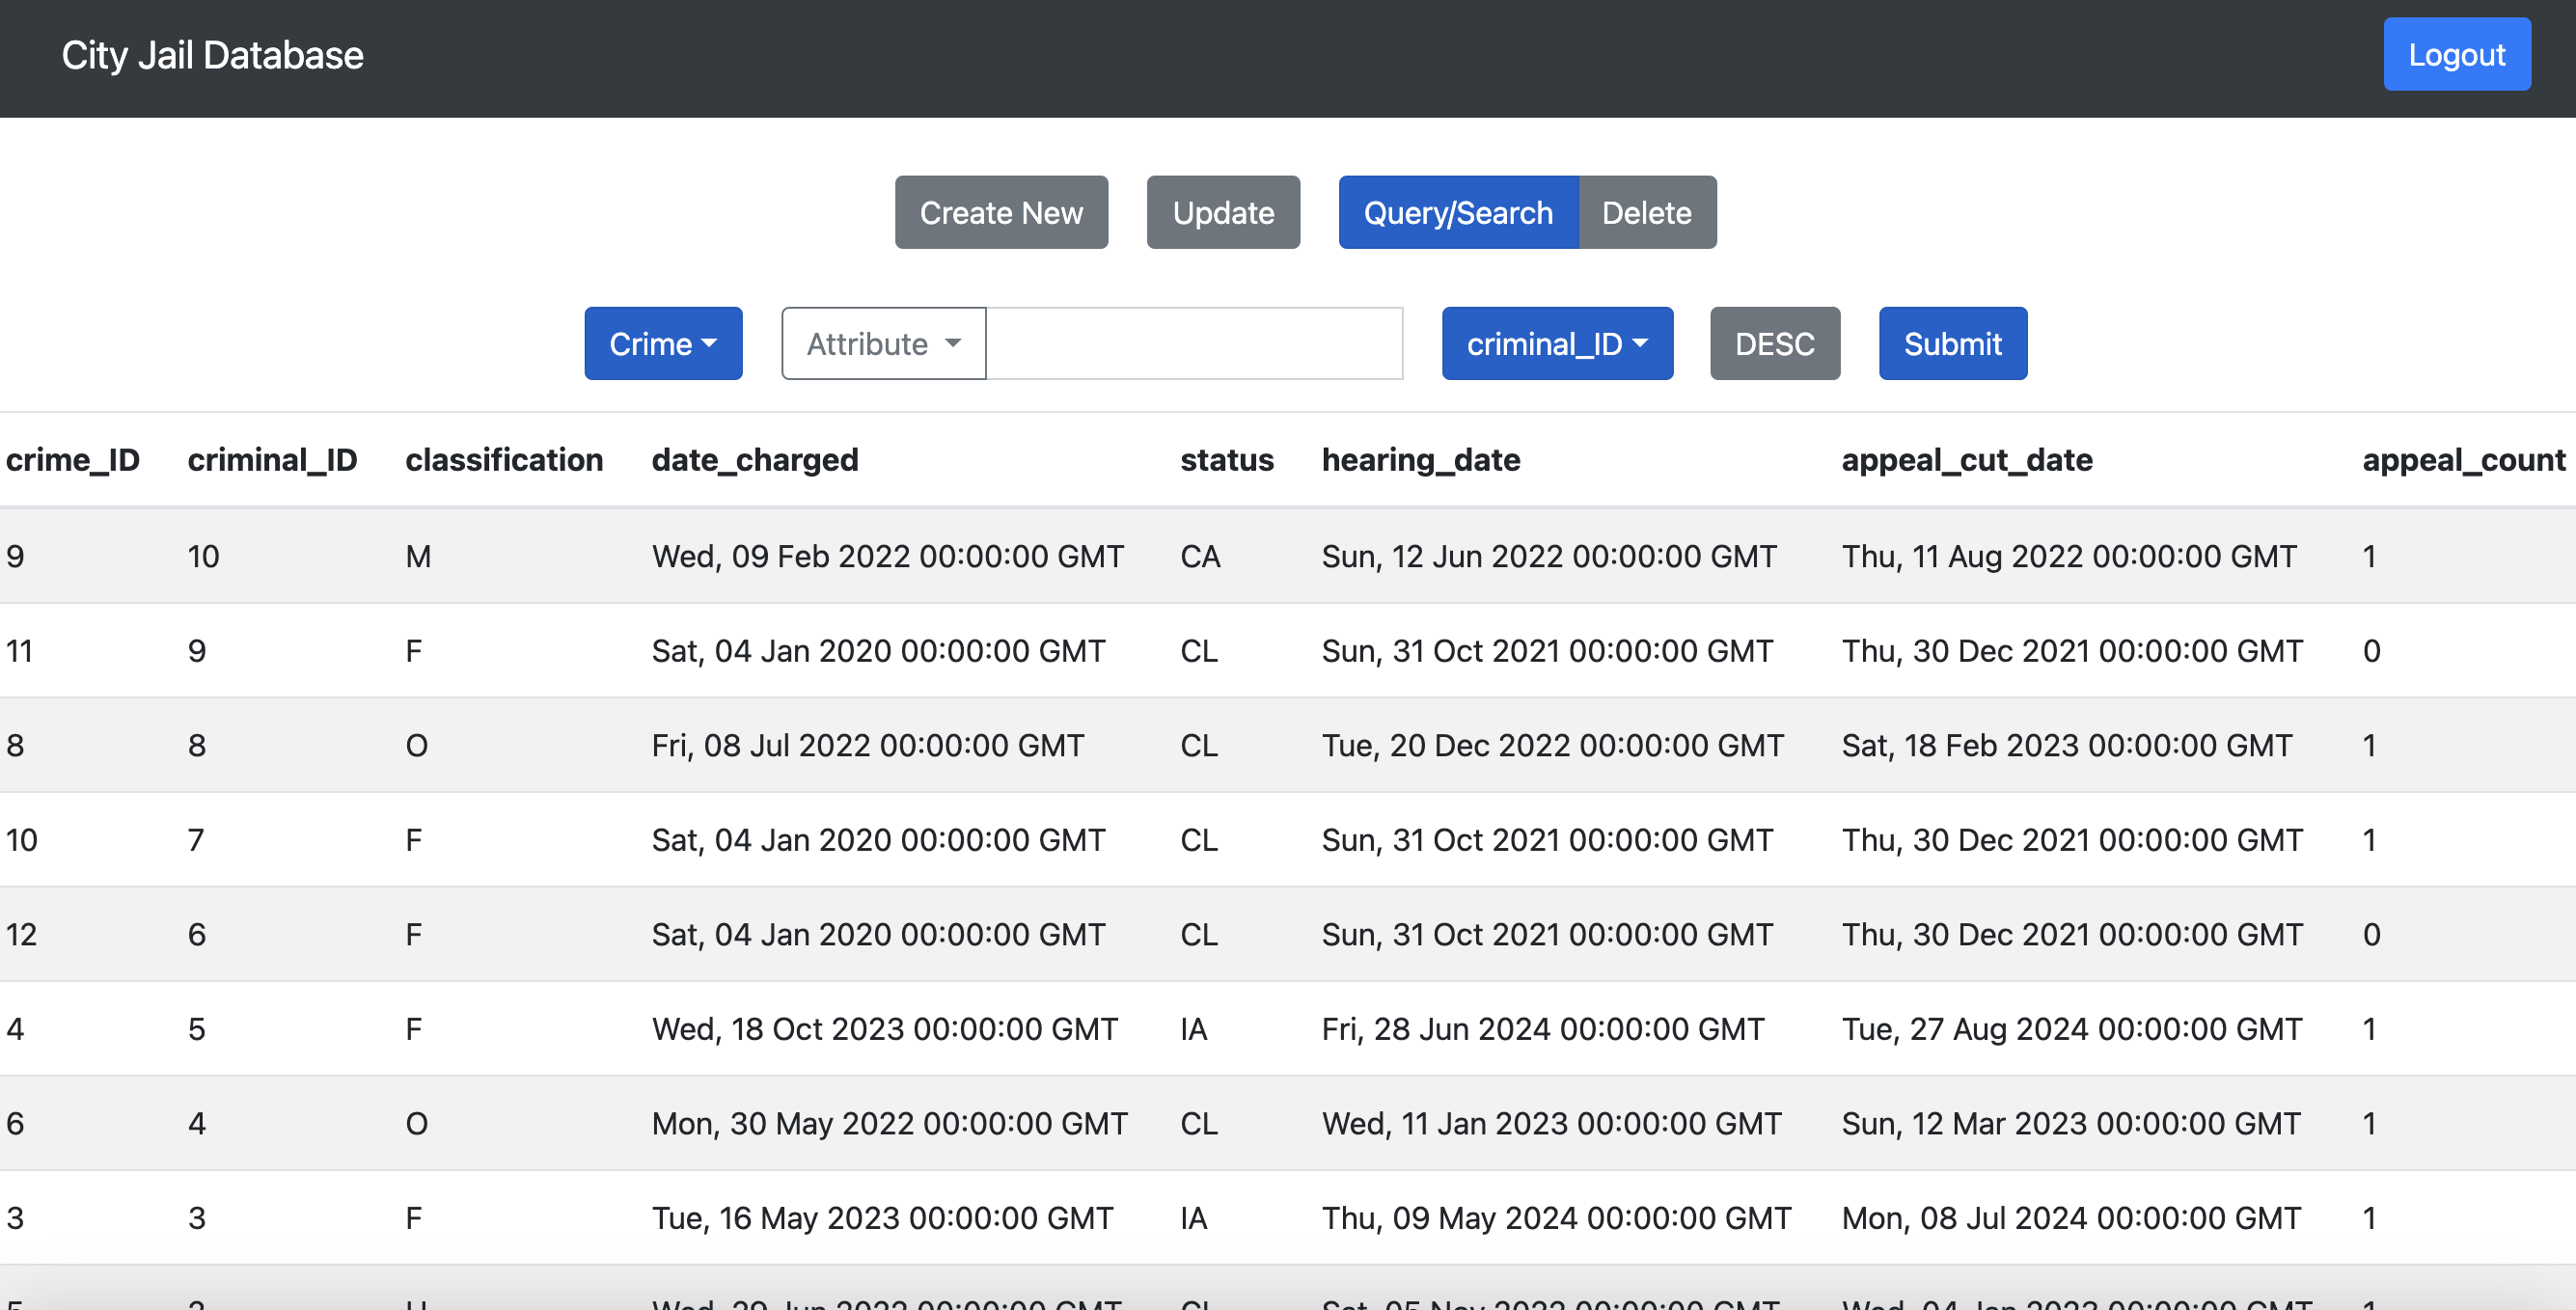 City Jail Database Logout
Create New Update Query/Search Delete
Crime Attribute criminal_ID DESC Submit
crime_ID criminal_ID classification date_charged status hearing_date appeal_cut_date appeal_count
9 10 M Wed, 09 Feb 2022 00:00:00 GMT CA Sun, 12 Jun 2022 00:00:00 GMT Thu, 11 Aug 2022 00:00:00 GMT 1
11 9 F Sat, 04 Jan 2020 00:00:00 GMT CL Sun, 31 Oct 2021 00:00:00 GMT Thu, 30 Dec 2021 00:00:00 GMT 0
8 8 O Fri, 08 Jul 2022 00:00:00 GMT CL Tue, 20 Dec 2022 00:00:00 GMT Sat, 18 Feb 2023 00:00:00 GMT 1
10 7 F Sat, 04 Jan 2020 00:00:00 GMT CL Sun, 31 Oct 2021 00:00:00 GMT Thu, 30 Dec 2021 00:00:00 GMT 1
12 6 F Sat, 04 Jan 2020 00:00:00 GMT CL Sun, 31 Oct 2021 00:00:00 GMT Thu, 30 Dec 2021 00:00:00 GMT 0
4 5 F Wed, 18 Oct 2023 00:00:00 GMT IA Fri, 28 Jun 2024 00:00:00 GMT Tue, 27 Aug 2024 00:00:00 GMT 1
6 4 O Mon, 30 May 2022 00:00:00 GMT CL Wed, 11 Jan 2023 00:00:00 GMT Sun, 12 Mar 2023 00:00:00 GMT 1
3 3 F Tue, 16 May 2023 00:00:00 GMT IA Thu, 09 May 2024 00:00:00 GMT Mon, 08 Jul 2024 00:00:00 GMT 1